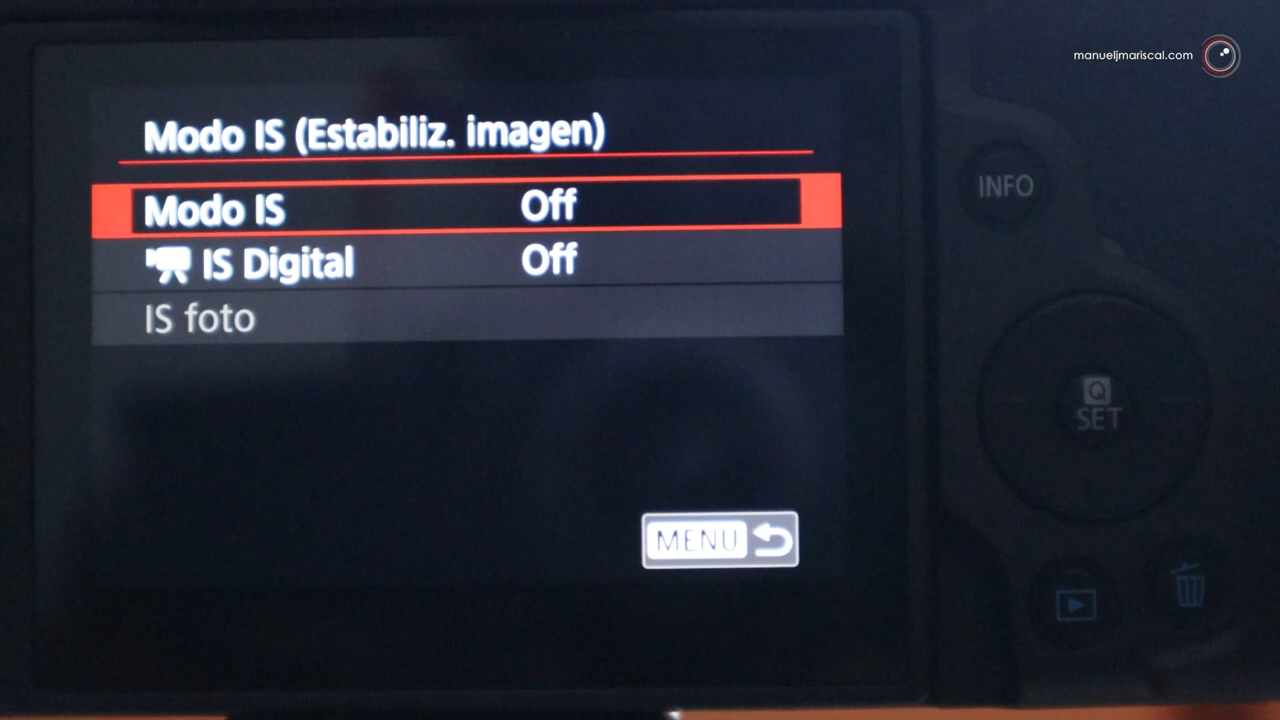 manueljmariscal.com
Modo IS (Estabiliz. imagen)
Modo IS Off
IS Digital Off
IS foto
MENU
INFO
Q
SET